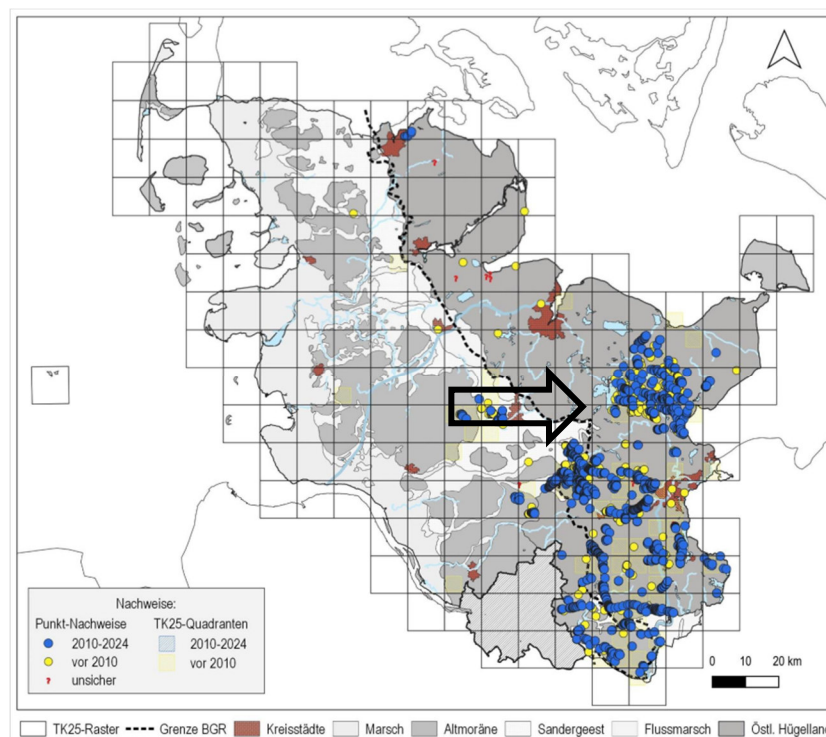 Nachweise:
Punkt-Nachweise TK25-Quadranten
2010-2024 2010-2024
vor 2010 vor 2010
? unsicher
0 10 20 km
TK25-Raster Grenze BGR Kreisstädte Marsch Altmoräne Sandergeest Flussmarsch Östl. Hügelland